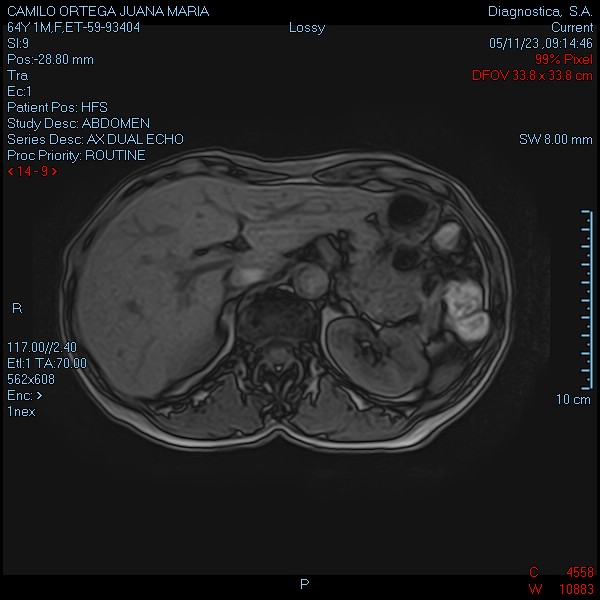 CAMILO ORTEGA JUANA MARIA
64Y 1M,F,ET-59-93404
Sl:9
Pos:-28.80 mm
Tra
Ec:1
Patient Pos: HFS
Study Desc: ABDOMEN
Series Desc: AX DUAL ECHO
Proc Priority: ROUTINE
< 14 - 9 >
Lossy
Diagnostica, S.A.
Current
05/11/23 ,09:14:46
99% Pixel
DFOV 33.8 x 33.8 cm
SW 8.00 mm
R
117.00//2.40
Etl:1 TA:70.00
562x608
Enc: >
1nex
10 cm
P
C 4558
W 10883